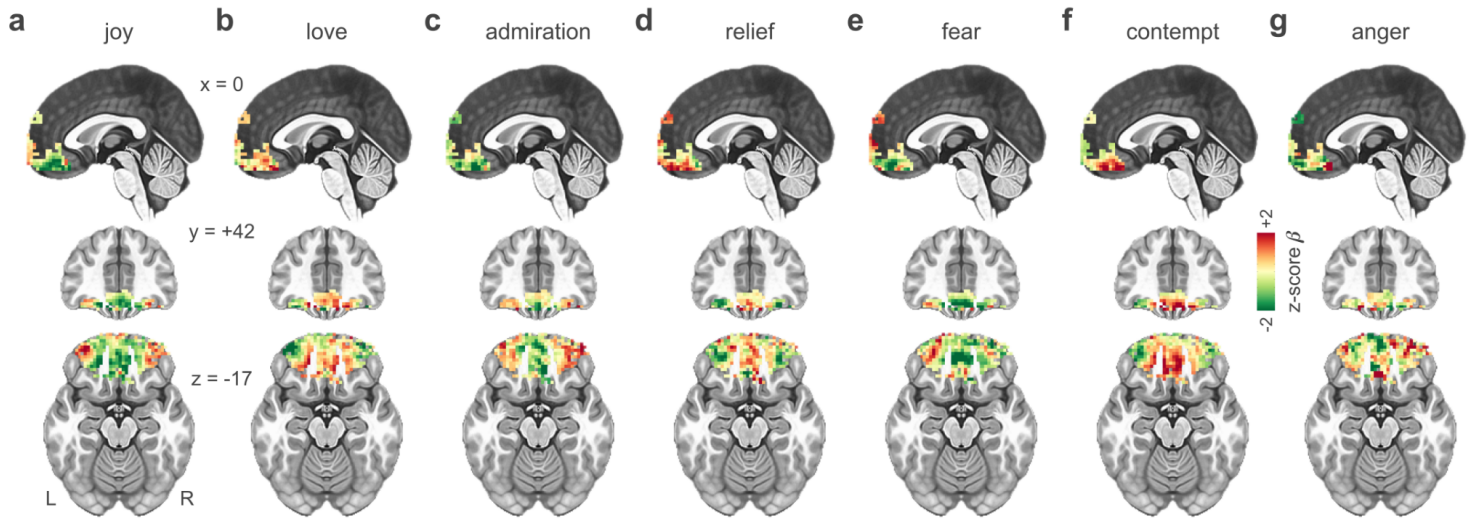 a joy b love c admiration d relief e fear f contempt g anger
x = 0
y = +42
+2
z-score β
-2
z = -17
L R